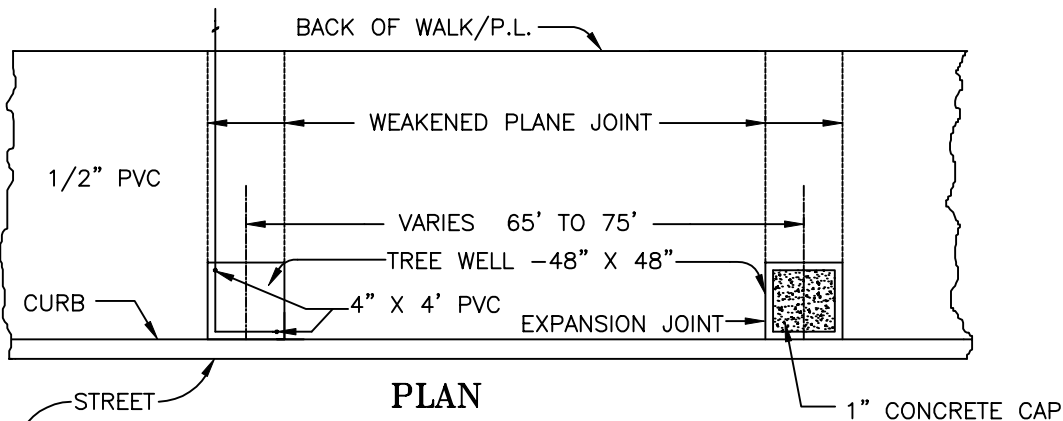 BACK OF WALK/P.L.
WEAKENED PLANE JOINT
1/2" PVC
VARIES 65' TO 75'
TREE WELL -48" X 48"
CURB
4" X 4' PVC
EXPANSION JOINT
STREET
PLAN
1" CONCRETE CAP